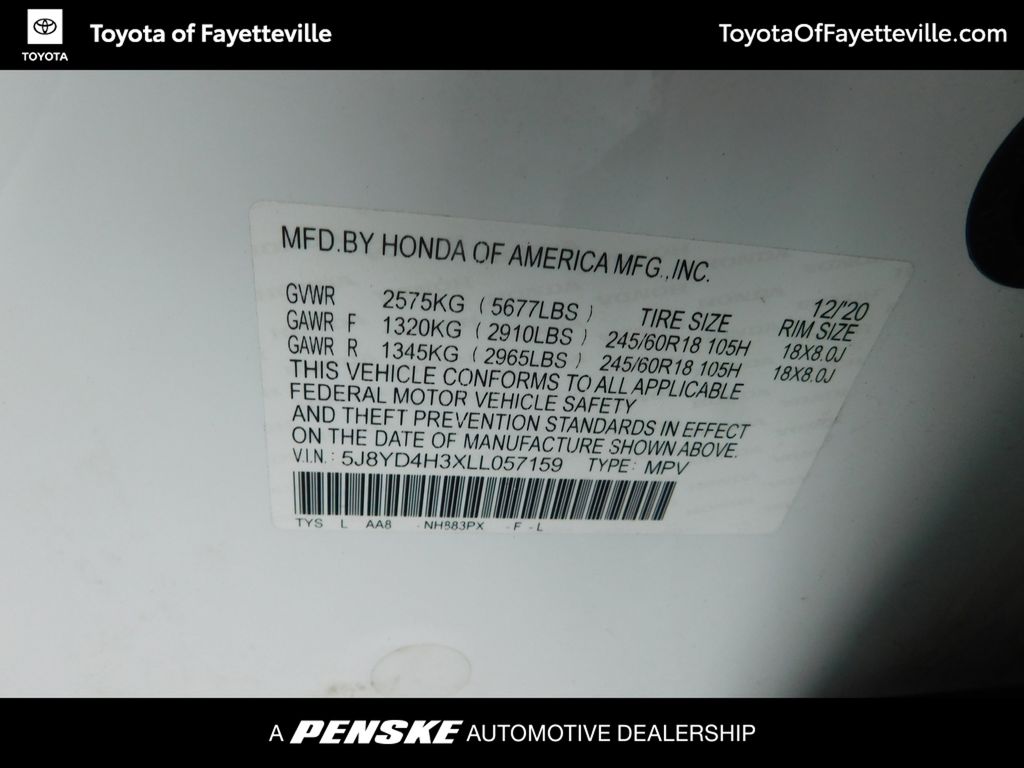 TOYOTA
Toyota of Fayetteville
ToyotaOfFayetteville.com
MFD.BY HONDA OF AMERICA MFG.,INC.
12/'20
GVWR 2575KG (5677LBS) TIRE SIZE RIM SIZE
GAWR F 1320KG (2910LBS) 245/60R18 105H 18X8.0J
GAWR R 1345KG (2965LBS) 245/60R18 105H 18X8.0J
THIS VEHICLE CONFORMS TO ALL APPLICABLE
FEDERAL MOTOR VEHICLE SAFETY
AND THEFT PREVENTION STANDARDS IN EFFECT
ON THE DATE OF MANUFACTURE SHOWN ABOVE.
V.I.N.: 5J8YD4H3XLL057159 TYPE: MPV
TYS L AA8 - NH883PX - F - L
A PENSKE AUTOMOTIVE DEALERSHIP